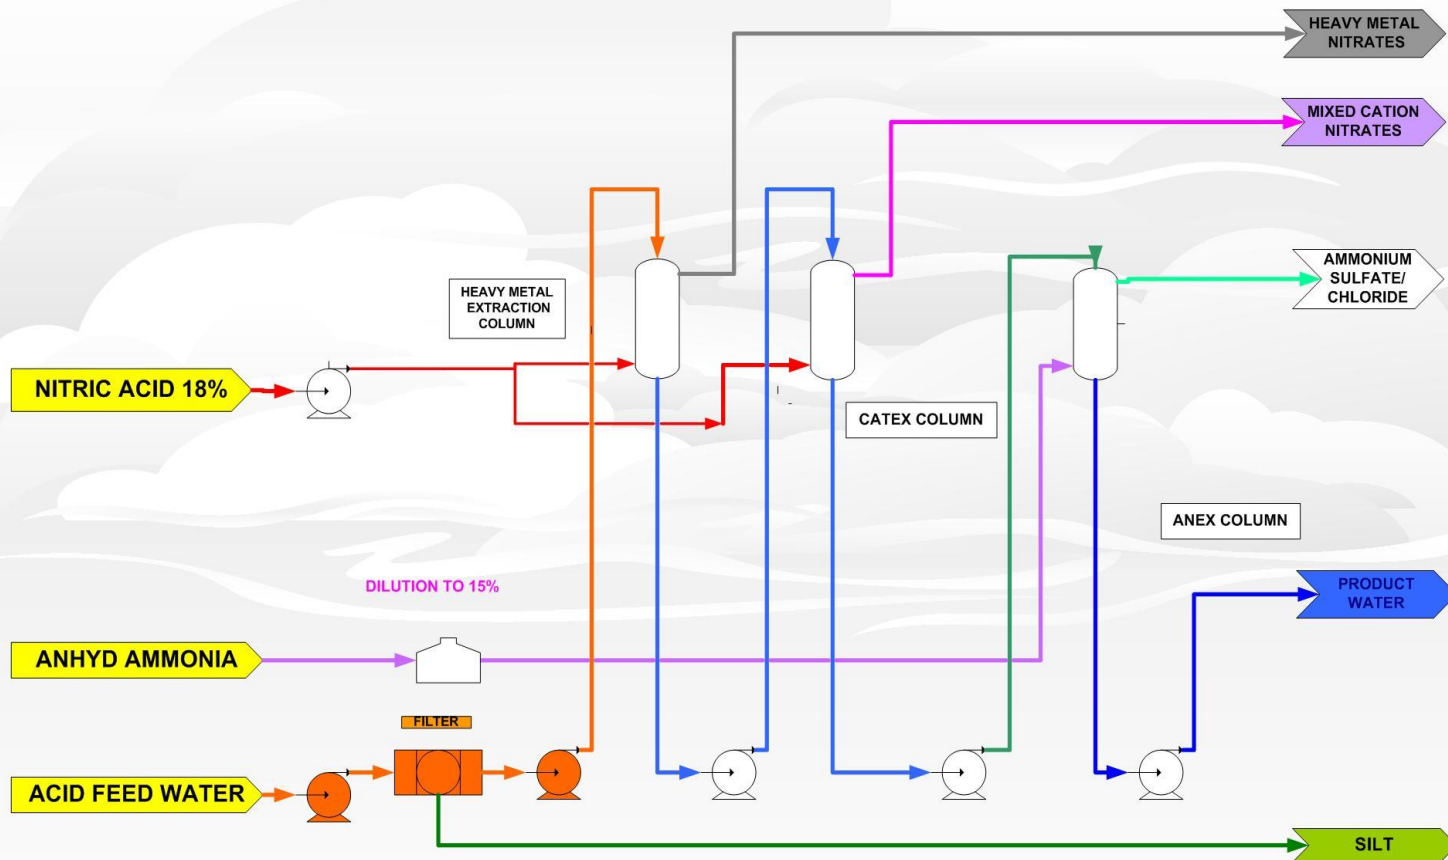 HEAVY METAL
NITRATES
MIXED CATION
NITRATES
AMMONIUM
SULFATE/
CHLORIDE
HEAVY METAL
EXTRACTION
COLUMN
NITRIC ACID 18%
CATEX COLUMN
ANEX COLUMN
DILUTION TO 15%
PRODUCT
WATER
ANHYD AMMONIA
FILTER
ACID FEED WATER
SILT